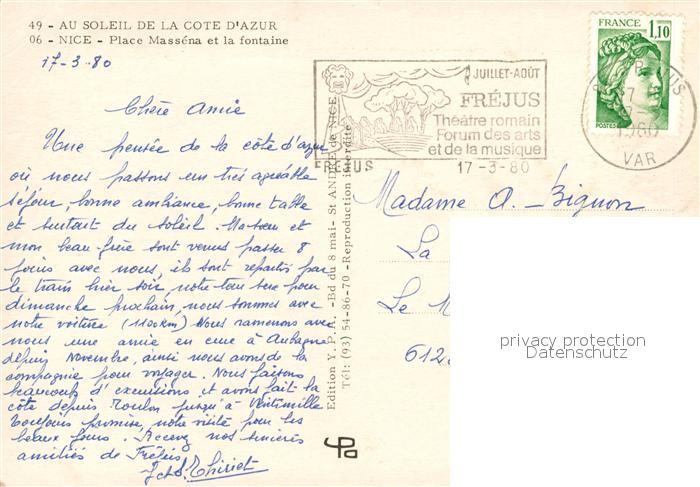 49 - AU SOLEIL DE LA COTE D'AZUR
06 - NICE - Place Masséna et la fontaine
17-3-80
Chère Amie
Une pensée de la côte d'azur
où nous passons un très agréable
séjour, bonne ambiance, bonne table
et surtout du soleil. Ma sœur et
mon beau-frère sont venus passer 8
jours avec nous, ils sont repartis par
le train hier soir, notre tour sera pour
dimanche prochain, nous sommes avec
notre voiture (1100km) Nous ramenons avec
nous une amie en cure à Aubagne
depuis Novembre, ainsi nous avons de la
compagnie pour voyager. Nous faisons
beaucoup d'excursions et avons fait la
côte depuis Toulon jusqu'à Vintimille
Toujours promise, notre visite pour les
beaux jours. Recevez nos sincères
amitiés de Fréjus
J et S. Thiriet
Edition Y.P.A. -Bd du 8 mai- St ANDRÉ de NICE
Tél: (93) 54-86-70 -Reproduction interdite
YPA
JUILLET-AOÛT
FRÉJUS
Théâtre romain
Forum des arts
et de la musique
FREJUS 17-3-80
FRANCE
1,10
POSTES
1980
VAR
Madame A. Bignon
La
Le M
612
privacy protection
Datenschutz